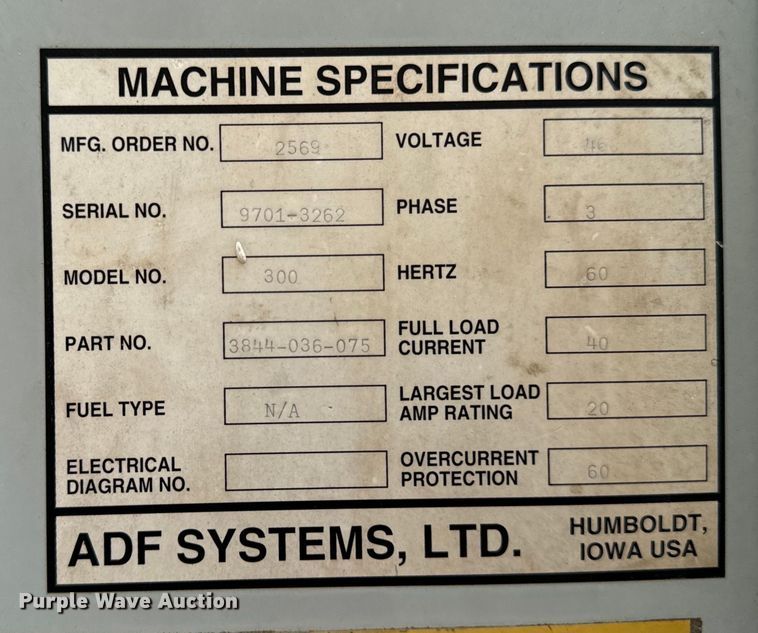 MACHINE SPECIFICATIONS
MFG. ORDER NO. 2569
SERIAL NO. 9701-3262
MODEL NO. 300
PART NO. 3844-036-075
FUEL TYPE N/A
ELECTRICAL
DIAGRAM NO.
VOLTAGE
PHASE 3
HERTZ 60
FULL LOAD
CURRENT 40
LARGEST LOAD
AMP RATING 20
OVERCURRENT
PROTECTION 60
ADF SYSTEMS, LTD.
HUMBOLDT,
IOWA USA
Purple Wave Auction